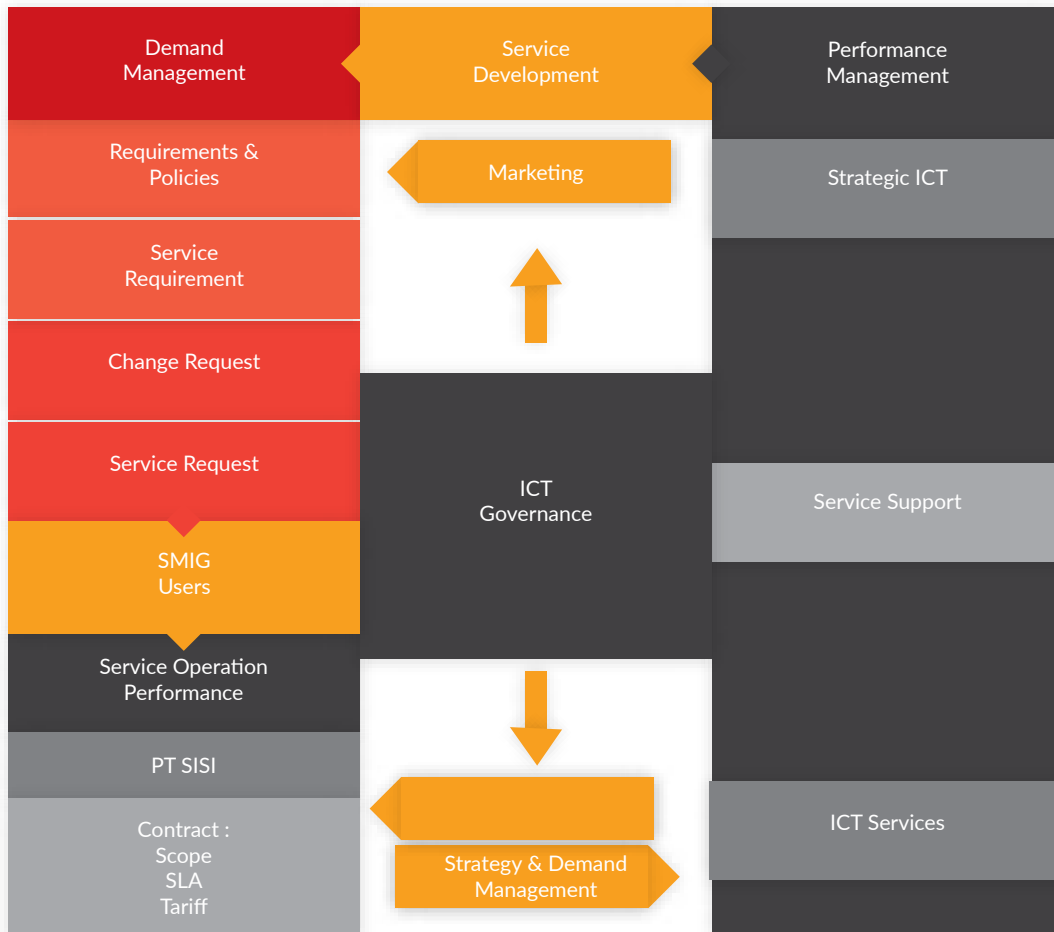 Demand
Management
Service
Development
Performance
Management
Requirements &
Policies
Marketing
Strategic ICT
Service
Requirement
Change Request
Service Request
ICT
Governance
Service Support
SMIG
Users
Service Operation
Performance
PT SISI
Contract :
Scope
SLA
Tariff
Strategy & Demand
Management
ICT Services